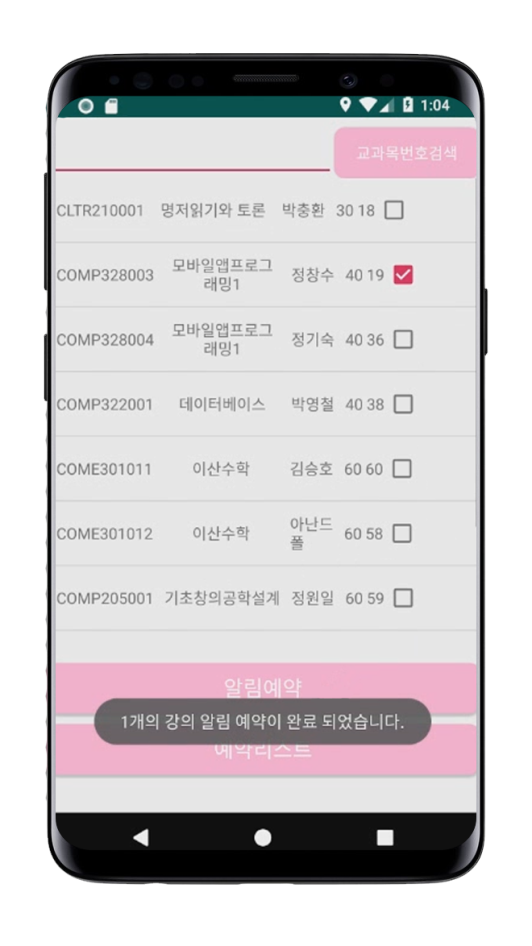 1:04
교과목번호검색
CLTR210001 명저읽기와 토론 박충환 30 18
COMP328003 모바일앱프로그 정창수 40 19
래밍1
COMP328004 모바일앱프로그 정기숙 40 36
래밍1
COMP322001 데이터베이스 박영철 40 38
COME301011 이산수학 김승호 60 60
COME301012 이산수학 아난드 60 58
폴
COMP205001 기초창의공학설계 정원일 60 59
알림예약
1개의 강의 알림 예약이 완료 되었습니다.
예약리스트